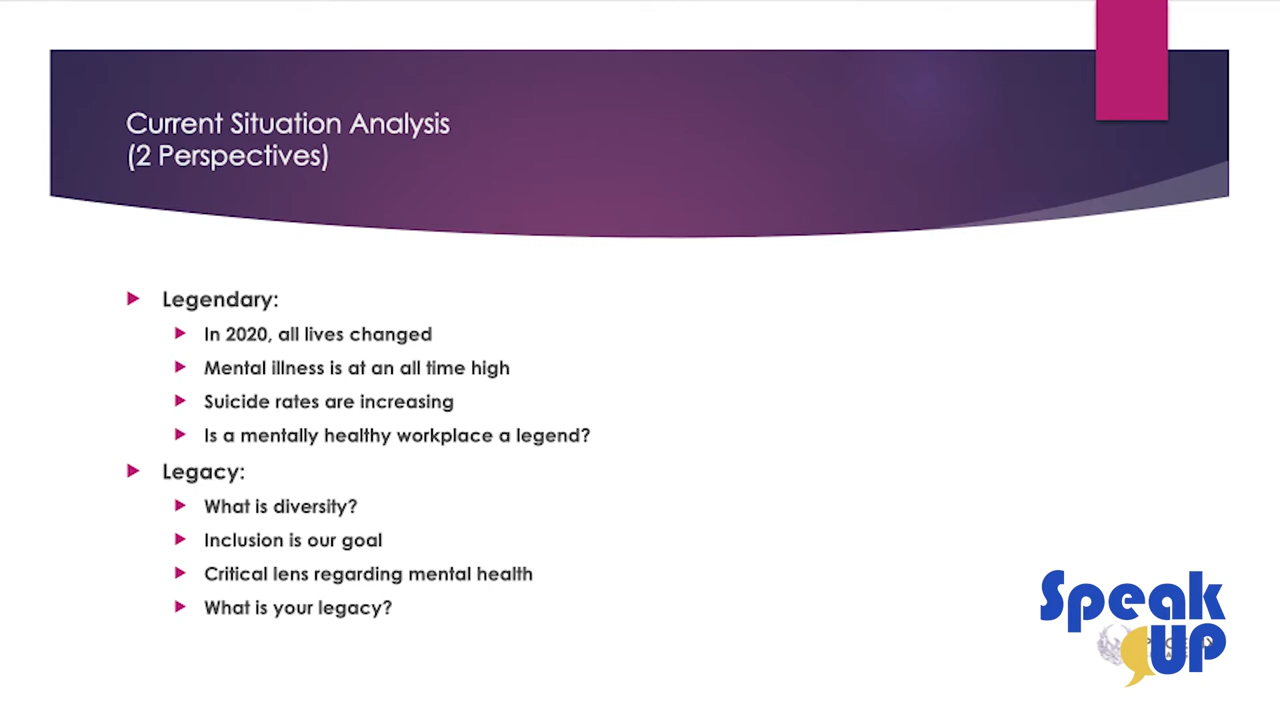 Current Situation Analysis
(2 Perspectives)
Legendary:
In 2020, all lives changed
Mental illness is at an all time high
Suicide rates are increasing
Is a mentally healthy workplace a legend?
Legacy:
What is diversity?
Inclusion is our goal
Critical lens regarding mental health
What is your legacy?
Speak
UP